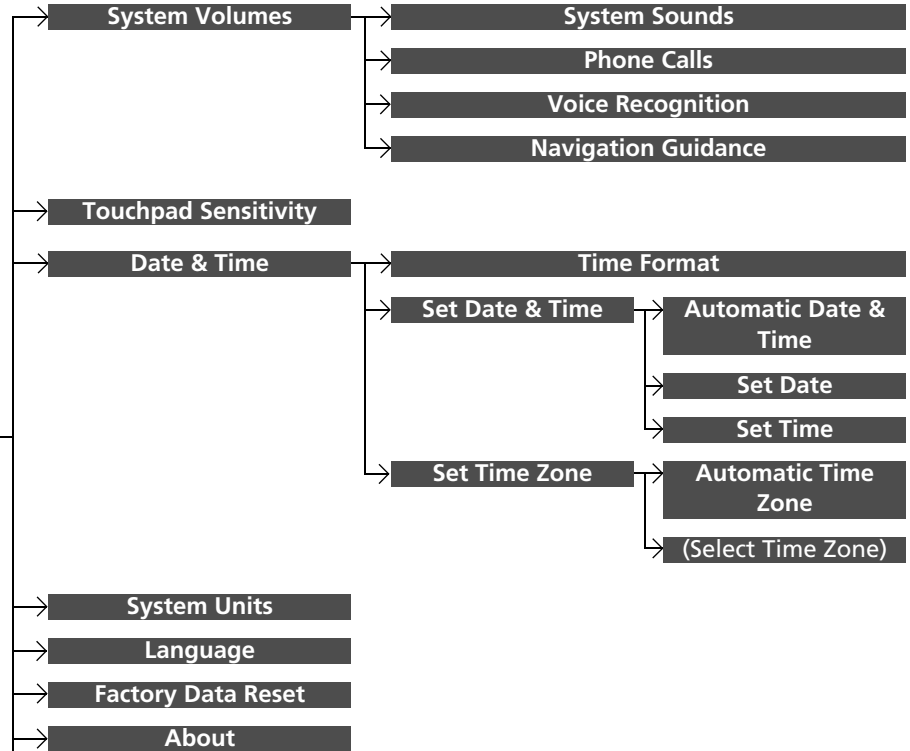 System Volumes
System Sounds
Phone Calls
Voice Recognition
Navigation Guidance
Touchpad Sensitivity
Date & Time
Time Format
Set Date & Time
Automatic Date &
Time
Set Date
Set Time
Set Time Zone
Automatic Time
Zone
(Select Time Zone)
System Units
Language
Factory Data Reset
About